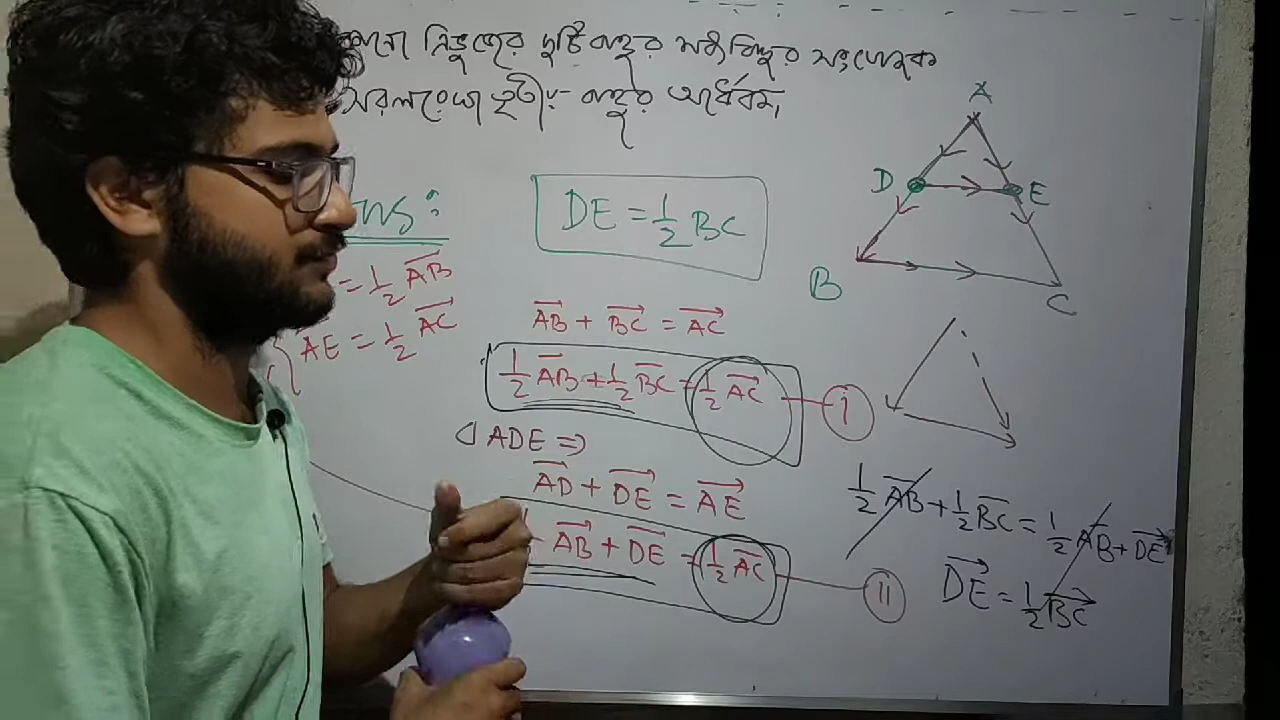 ত্রিভুজের দুটি বাহুর মধ্যবিন্দুর সংযোজক
সরলরেখা তৃতীয় বাহুর অর্ধেক।
ns:
DE = 1/2 BC
A
D
E
B
C
= 1/2 AB
AE = 1/2 AC
AB + BC = AC
1/2 AB + 1/2 BC = 1/2 AC — i
◁ ADE ⇒
AD + DE = AE
AB + DE = 1/2 AC — ii
1/2 AB + 1/2 BC = 1/2 AB + DE
DE = 1/2 BC